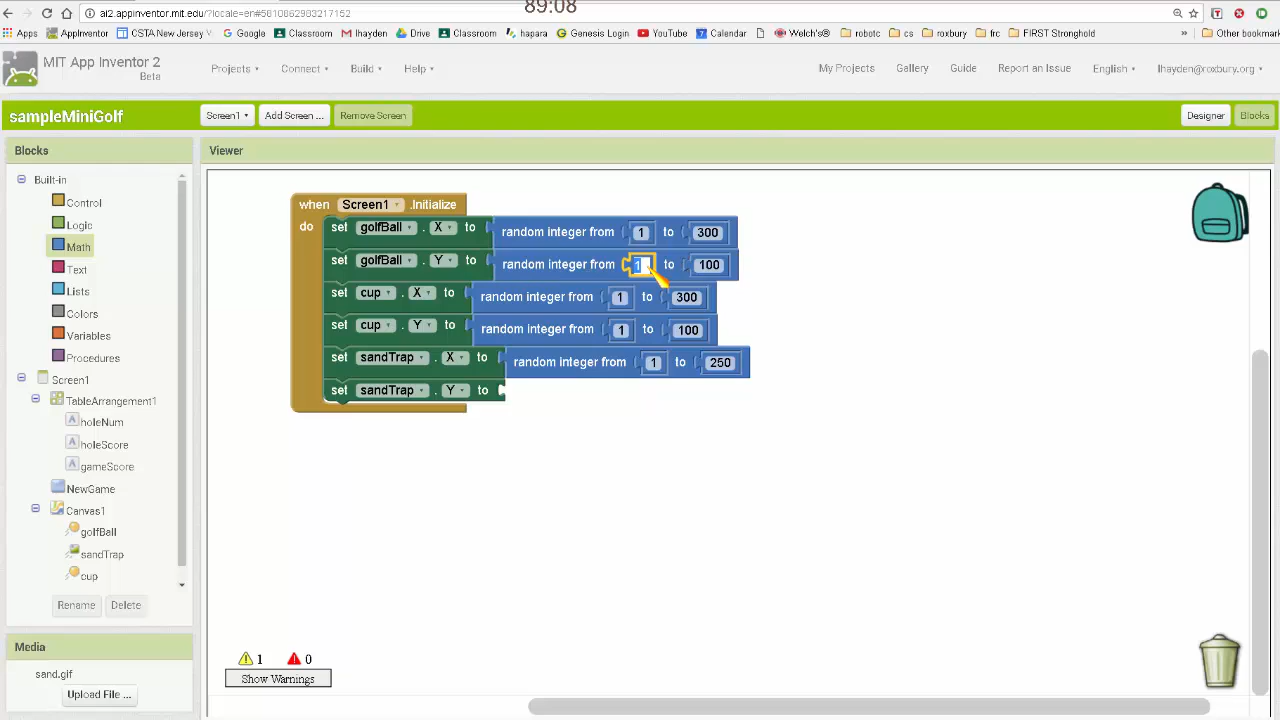 89:08
ai2.appinventor.mit.edu/?locale=en#5810862903217152
Apps AppInventor CSTA New Jersey V Google Classroom lhayden Drive Classroom hapara Genesis Login YouTube Calendar Welch's® robotc cs roxbury frc FIRST Stronghold » Other bookmark
MIT App Inventor 2
Beta
Projects Connect Build Help My Projects Gallery Guide Report an Issue English lhayden@roxbury.org
sampleMiniGolf Screen1 Add Screen ... Remove Screen Designer Blocks
Blocks
Viewer
Built-in
Control
Logic
Math
Text
Lists
Colors
Variables
Procedures
Screen1
TableArrangement1
holeNum
holeScore
gameScore
NewGame
Canvas1
golfBall
sandTrap
cup
Rename Delete
Media
sand.gif
Upload File ...
when Screen1 .Initialize
do set golfBall . X to random integer from 1 to 300
set golfBall . Y to random integer from 1 to 100
set cup . X to random integer from 1 to 300
set cup . Y to random integer from 1 to 100
set sandTrap . X to random integer from 1 to 250
set sandTrap . Y to
1 0
Show Warnings